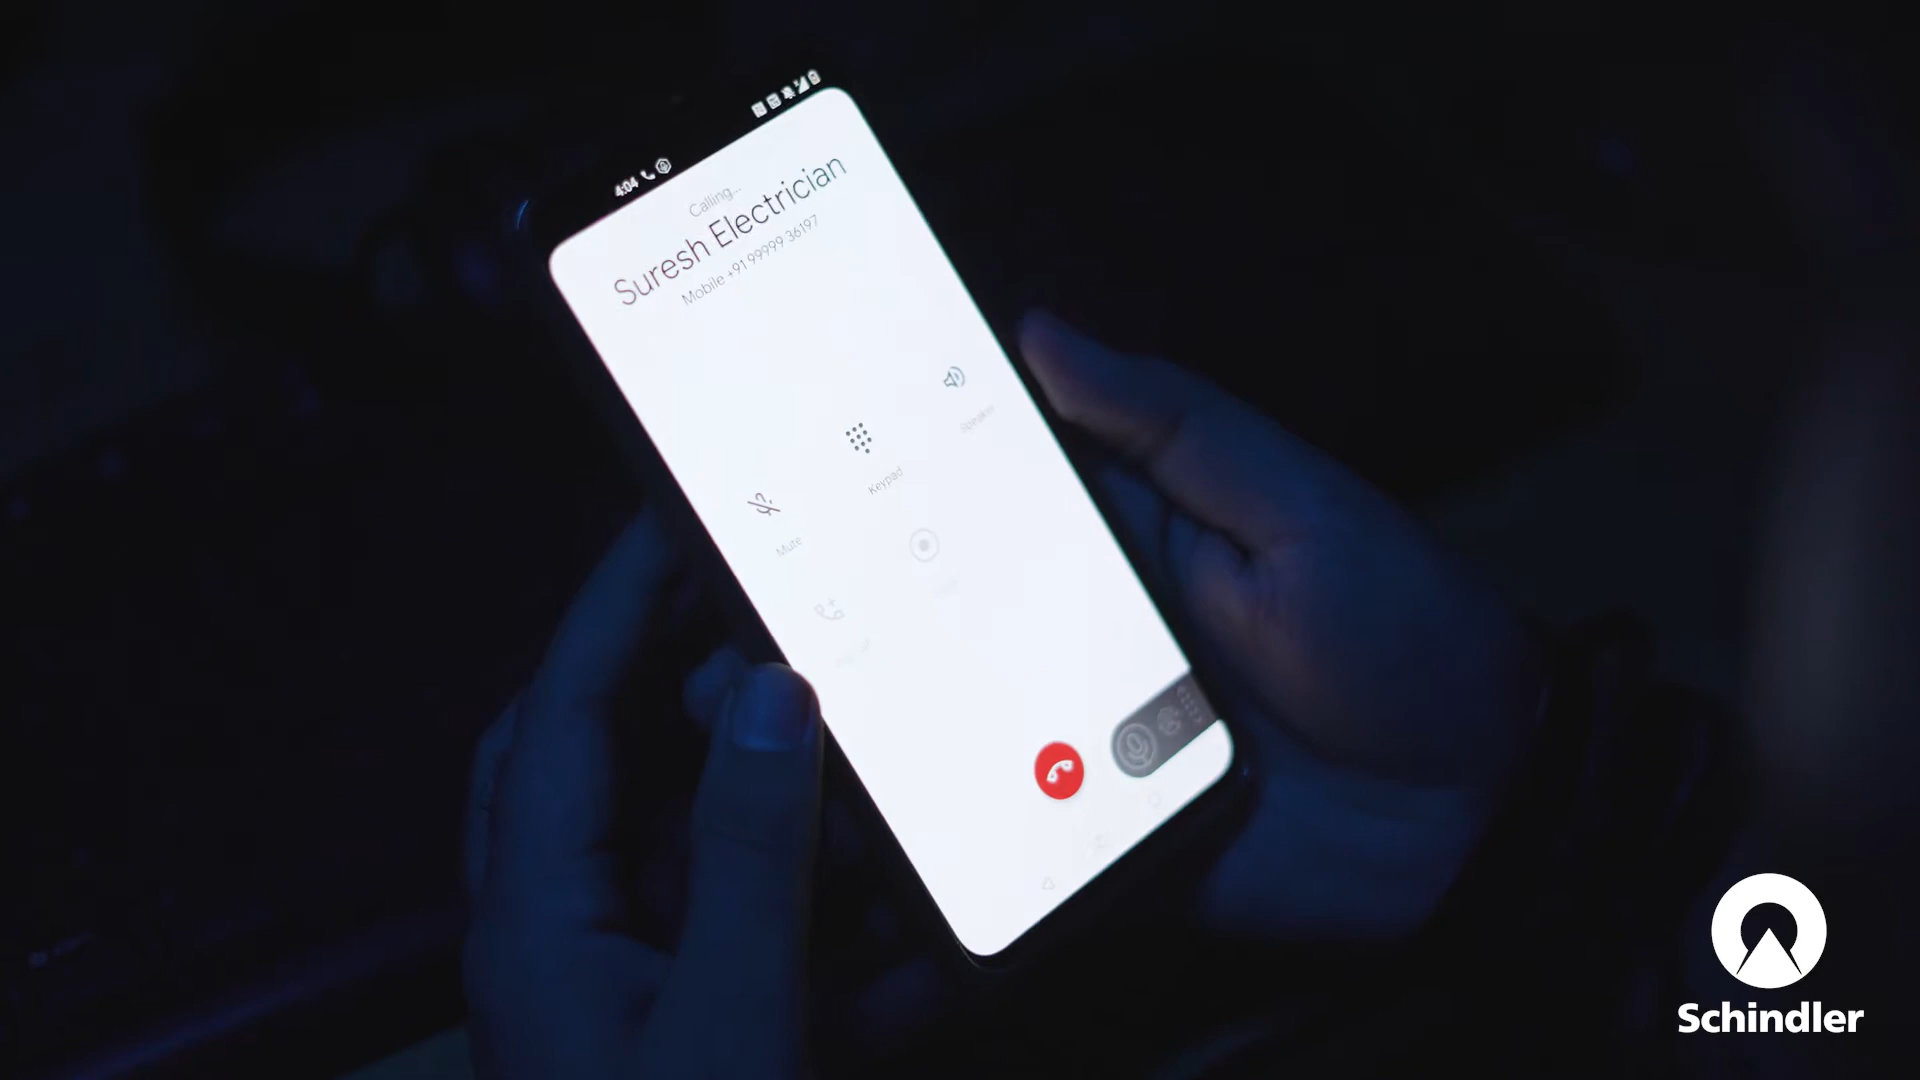 4:04
Calling...
Suresh Electrician
Mobile +91 99999 36197
Speaker
Keypad
Mute
Schindler